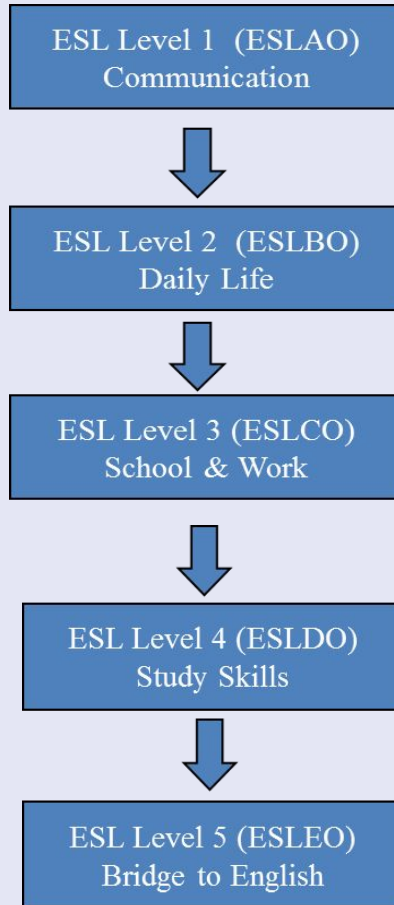 ESL Level 1 (ESLAO)
Communication
ESL Level 2 (ESLBO)
Daily Life
ESL Level 3 (ESLCO)
School & Work
ESL Level 4 (ESLDO)
Study Skills
ESL Level 5 (ESLEO)
Bridge to English